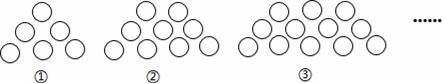 ……
① ② ③